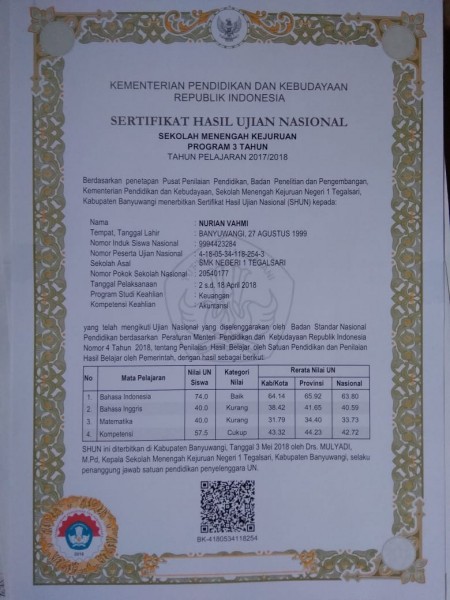 KEMENTERIAN PENDIDIKAN DAN KEBUDAYAAN
REPUBLIK INDONESIA
SERTIFIKAT HASIL UJIAN NASIONAL
SEKOLAH MENENGAH KEJURUAN
PROGRAM 3 TAHUN
TAHUN PELAJARAN 2017/2018
Berdasarkan penetapan Pusat Penilaian Pendidikan, Badan Penelitian dan Pengembangan,
Kementerian Pendidikan dan Kebudayaan, Sekolah Menengah Kejuruan Negeri 1 Tegalsari,
Kabupaten Banyuwangi menerbitkan Sertifikat Hasil Ujian Nasional (SHUN) kepada:
Nama : NURIAN VAHMI
Tempat, Tanggal Lahir : BANYUWANGI, 27 AGUSTUS 1999
Nomor Induk Siswa Nasional : 9994423284
Nomor Peserta Ujian Nasional : 4-18-05-34-118-254-3
Sekolah Asal : SMK NEGERI 1 TEGALSARI
Nomor Pokok Sekolah Nasional : 20540177
Tanggal Pelaksanaan : 2 s.d. 18 April 2018
Program Studi Keahlian : Keuangan
Kompetensi Keahlian : Akuntansi
yang telah mengikuti Ujian Nasional yang diselenggarakan oleh Badan Standar Nasional
Pendidikan berdasarkan Peraturan Menteri Pendidikan dan Kebudayaan Republik Indonesia
Nomor 4 Tahun 2018, tentang Penilaian Hasil Belajar oleh Satuan Pendidikan dan Penilaian
Hasil Belajar oleh Pemerintah, dengan hasil sebagai berikut:
No Mata Pelajaran Nilai UN Siswa Kategori Nilai Rerata Nilai UN
Kab/Kota Provinsi Nasional
1. Bahasa Indonesia 74.0 Baik 64.14 65.92 63.80
2. Bahasa Inggris 40.0 Kurang 38.42 41.65 40.59
3. Matematika 40.0 Kurang 31.79 34.40 33.73
4. Kompetensi 57.5 Cukup 43.32 44.23 42.72
SHUN ini diterbitkan di Kabupaten Banyuwangi, Tanggal 3 Mei 2018 oleh Drs. MULYADI,
M.Pd, Kepala Sekolah Menengah Kejuruan Negeri 1 Tegalsari, Kabupaten Banyuwangi, selaku
penanggung jawab satuan pendidikan penyelenggara UN.
BK-4180534118254
2018